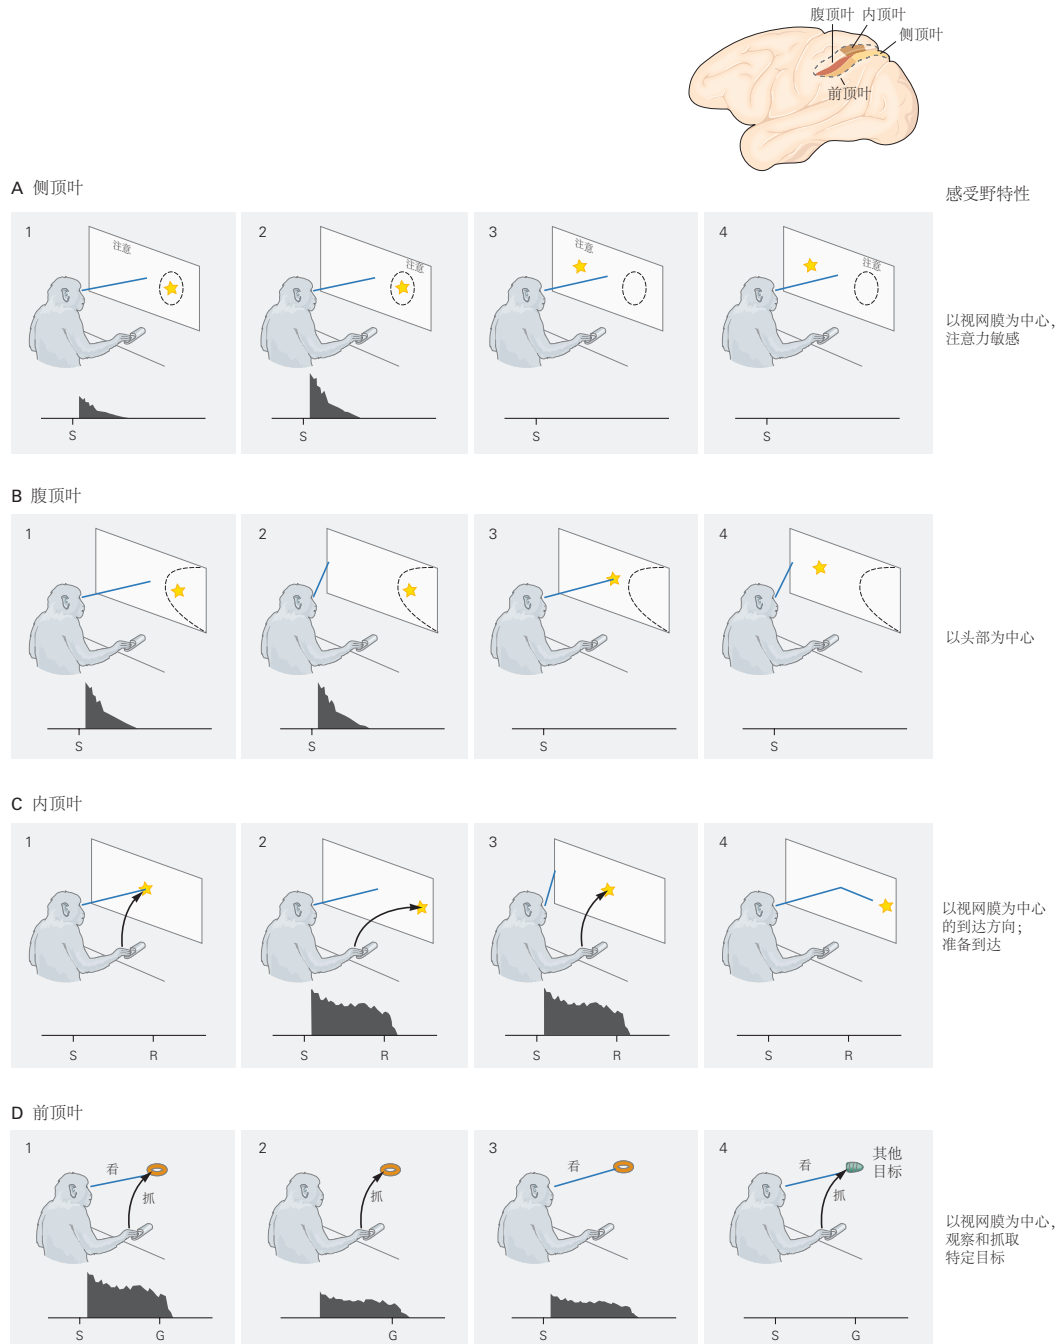 腹顶叶 内顶叶
侧顶叶
前顶叶
A 侧顶叶
感受野特性
1
注意
S
2
注意
S
3
注意
S
4
注意
S
以视网膜为中心，
注意力敏感
B 腹顶叶
1
S
2
S
3
S
4
S
以头部为中心
C 内顶叶
1
S R
2
S R
3
S R
4
S R
以视网膜为中心
的到达方向；
准备到达
D 前顶叶
1
看
抓
S G
2
抓
G
3
看
S
4
看
抓
其他
目标
S G
以视网膜为中心，
观察和抓取
特定目标